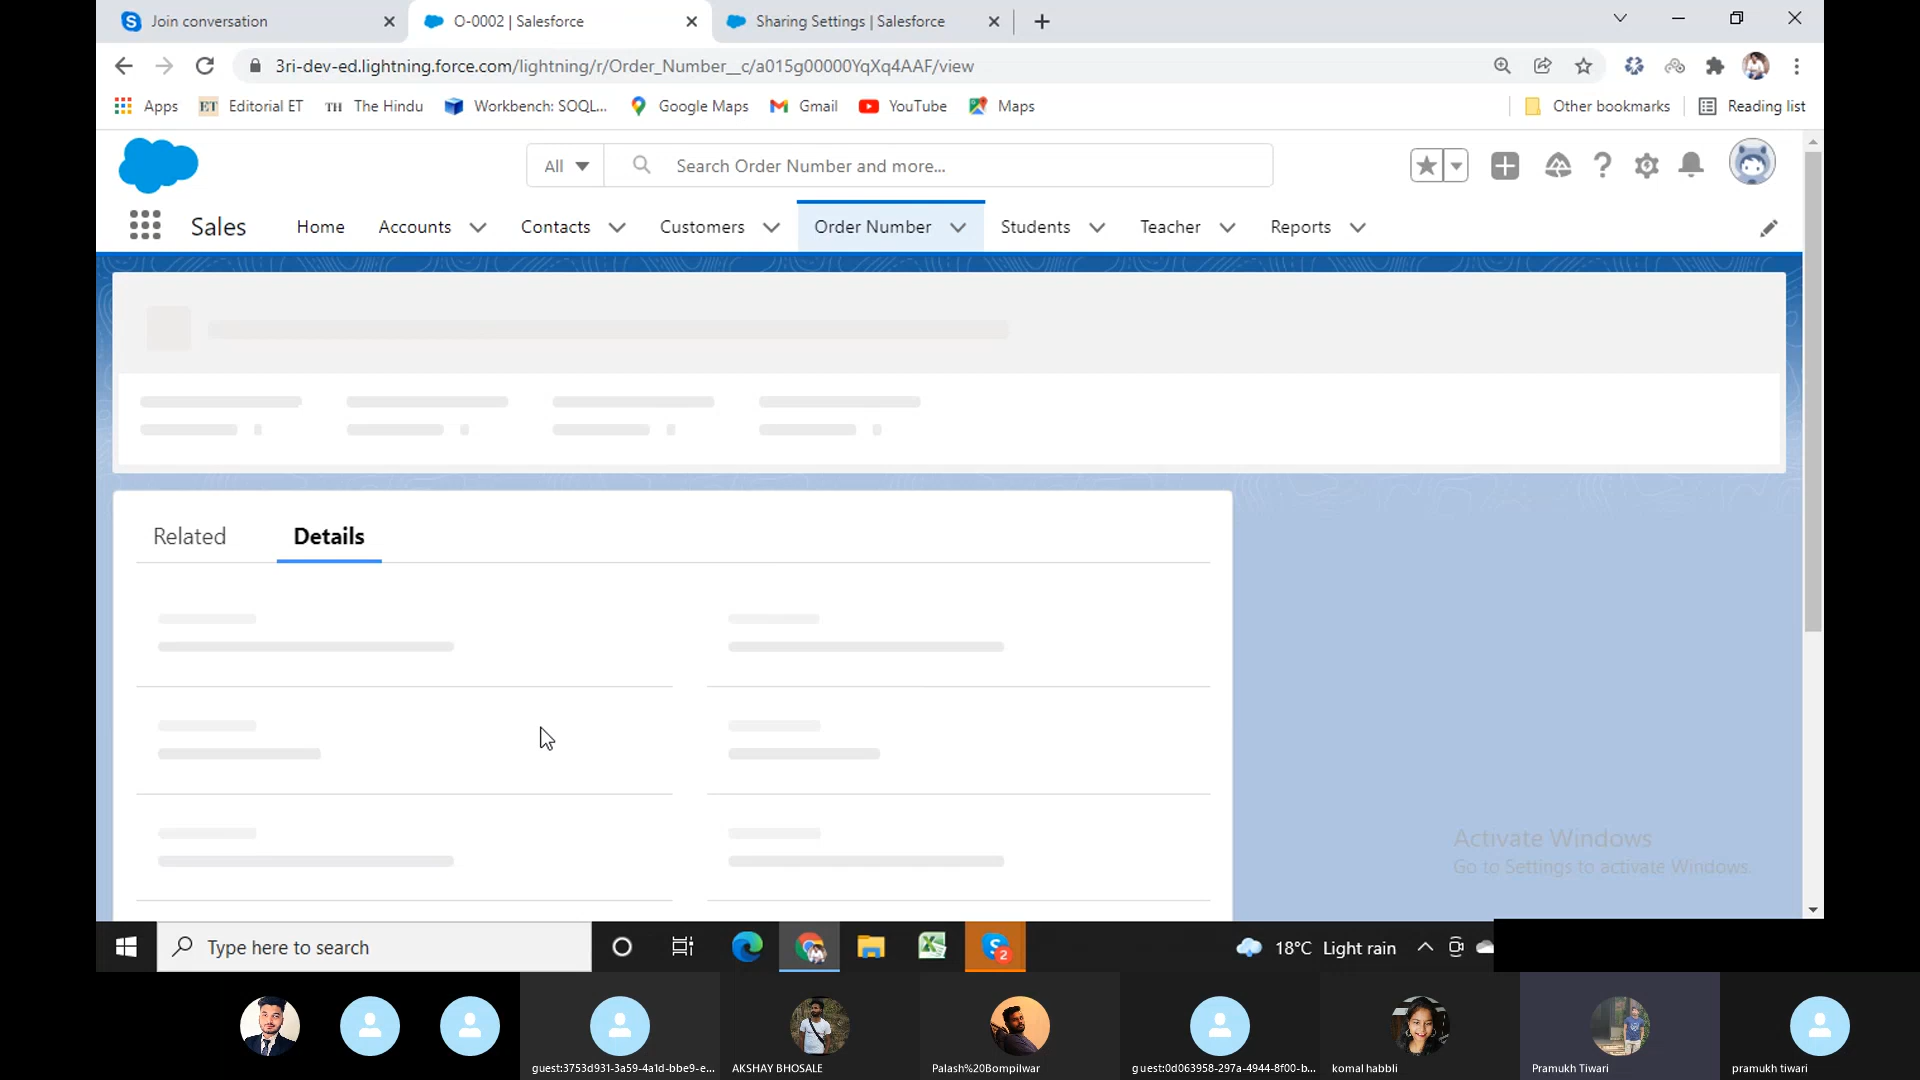 Join conversation
O-0002 | Salesforce
Sharing Settings | Salesforce
3ri-dev-ed.lightning.force.com/lightning/r/Order_Number__c/a015g00000YqXq4AAF/view
Apps
ET Editorial ET
TH The Hindu
Workbench: SOQL...
Google Maps
Gmail
YouTube
Maps
Other bookmarks
Reading list
All
Search Order Number and more...
Sales
Home
Accounts
Contacts
Customers
Order Number
Students
Teacher
Reports
Related
Details
Activate Windows
Go to Settings to activate Windows.
Type here to search
2
18°C Light rain
guest:3753d931-3a59-4a1d-bbe9-e...
AKSHAY BHOSALE
Palash%20Bompilwar
guest:0d063958-297a-4944-8f00-b...
komal habbli
Pramukh Tiwari
pramukh tiwari